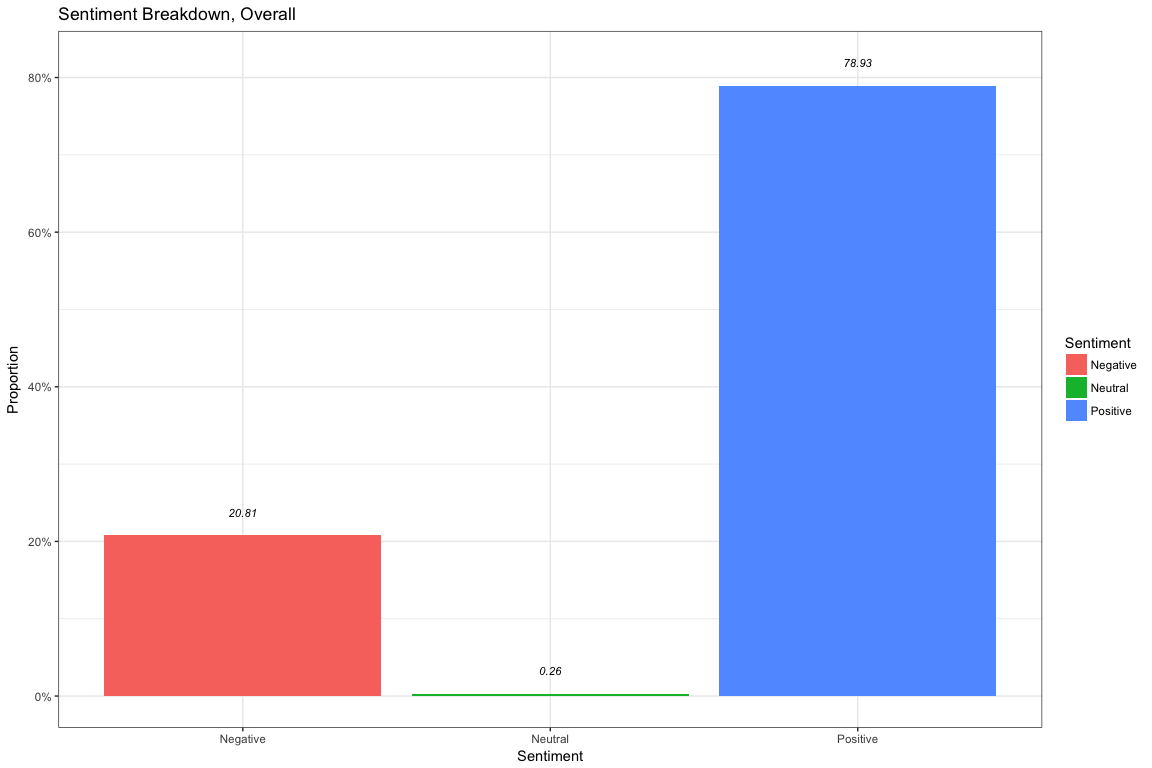 Sentiment Breakdown, Overall
78.93
80%
60%
40%
20.81
20%
0.26
0%
Proportion
Negative
Neutral
Positive
Sentiment
Sentiment
Negative
Neutral
Positive